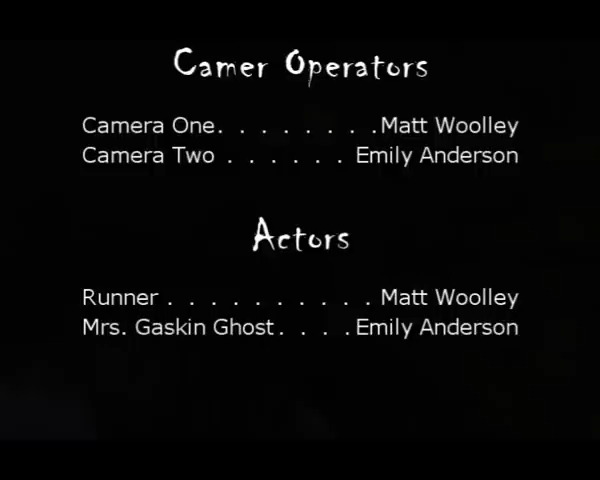 Camer Operators
Camera One. . . . . . . .Matt Woolley
Camera Two . . . . . . Emily Anderson
Actors
Runner . . . . . . . . . . Matt Woolley
Mrs. Gaskin Ghost. . . .Emily Anderson